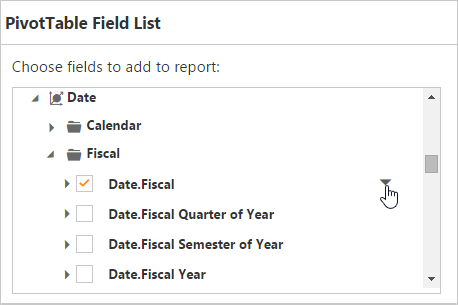 PivotTable Field List
Choose fields to add to report:
Date
Calendar
Fiscal
Date.Fiscal
Date.Fiscal Quarter of Year
Date.Fiscal Semester of Year
Date.Fiscal Year